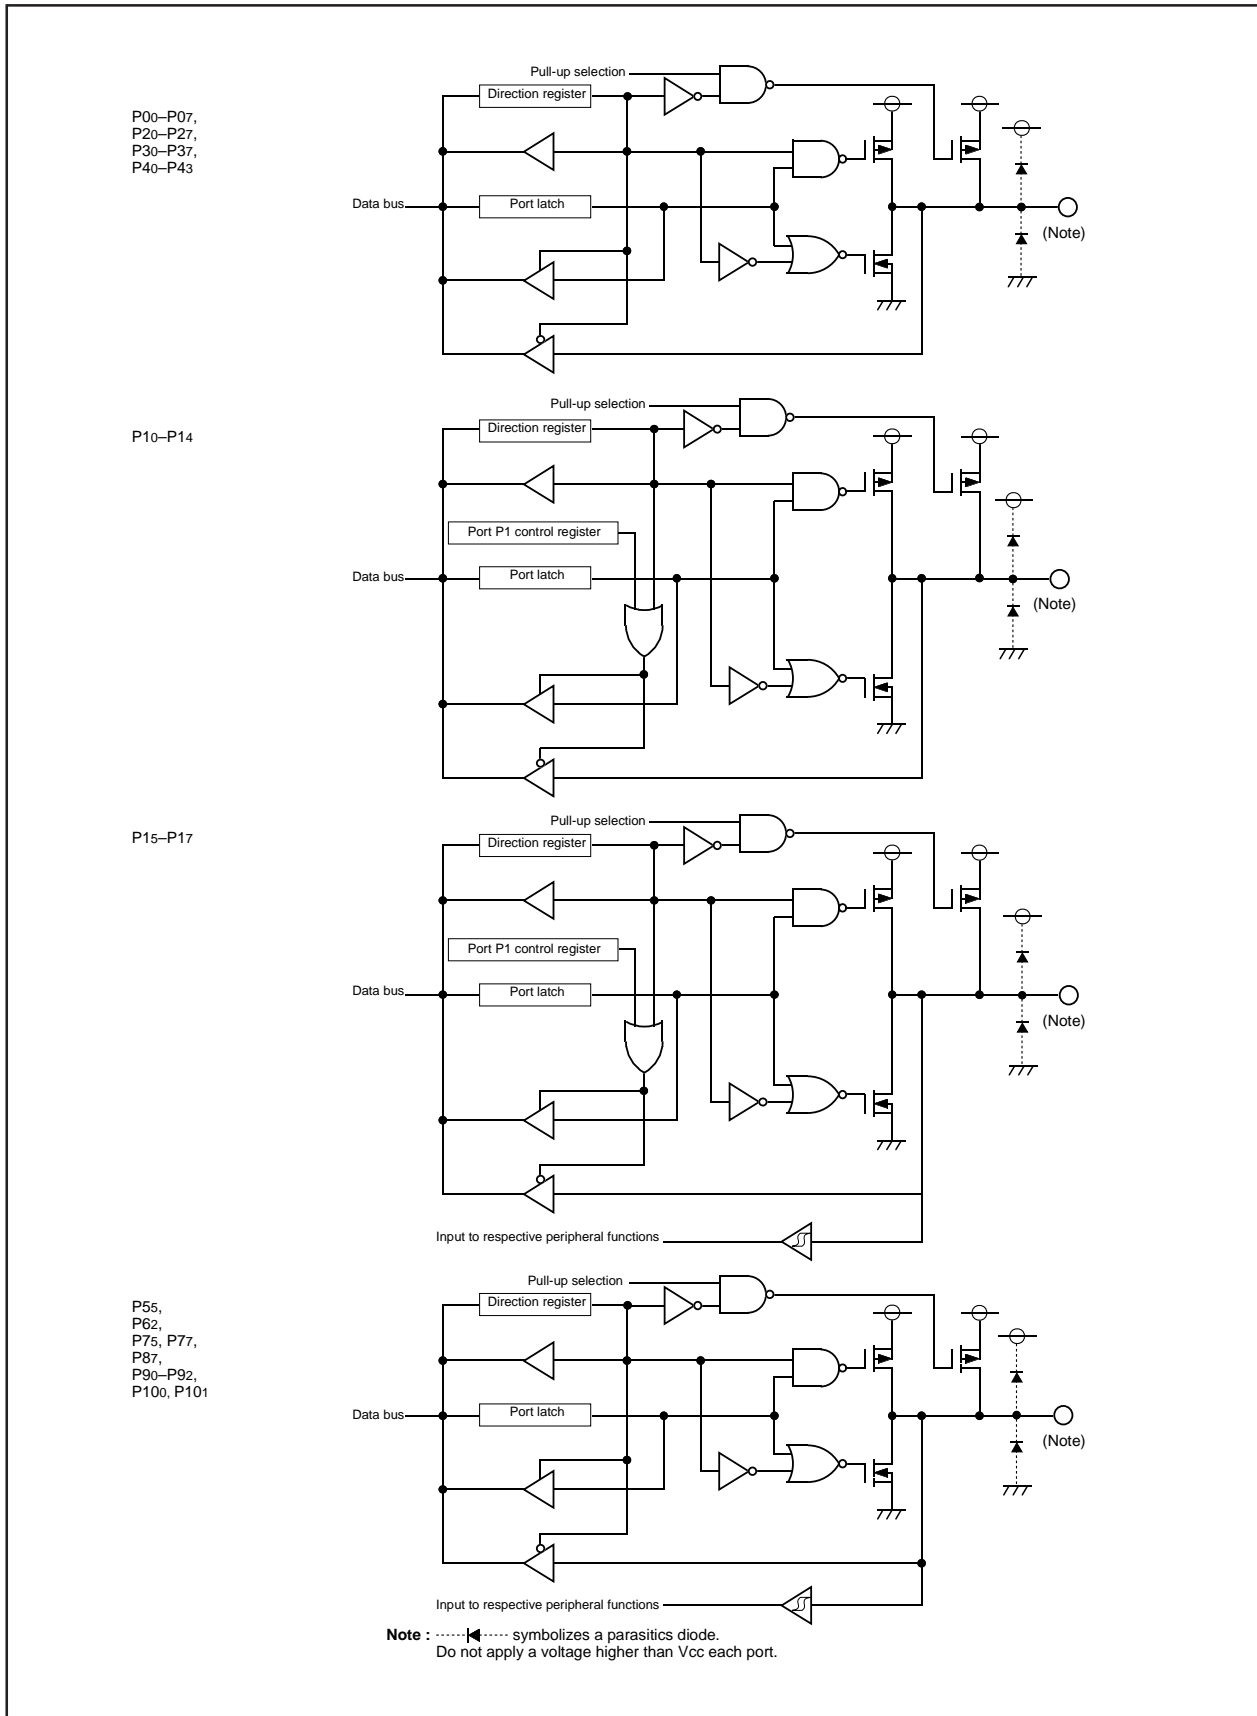 Pull-up selection
Direction register
P00–P07,
P20–P27,
P30–P37,
P40–P43
Data bus
Port latch
(Note)
Pull-up selection
Direction register
P10–P14
Port P1 control register
Data bus
Port latch
(Note)
Pull-up selection
Direction register
P15–P17
Port P1 control register
Data bus
Port latch
(Note)
Input to respective peripheral functions
Pull-up selection
Direction register
P55,
P62,
P75, P77,
P87,
P90–P92,
P100, P101
Data bus
Port latch
(Note)
Input to respective peripheral functions
Note : symbolizes a parasitics diode.
Do not apply a voltage higher than Vcc each port.